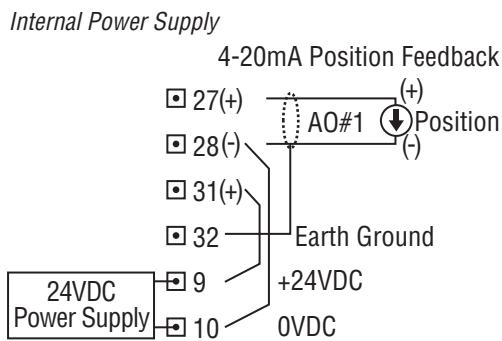 Internal Power Supply
4-20mA Position Feedback
27(+)
(+)
AO#1
Position
28(-)
(-)
31(+)
32
Earth Ground
24VDC
Power Supply
9
+24VDC
10
0VDC